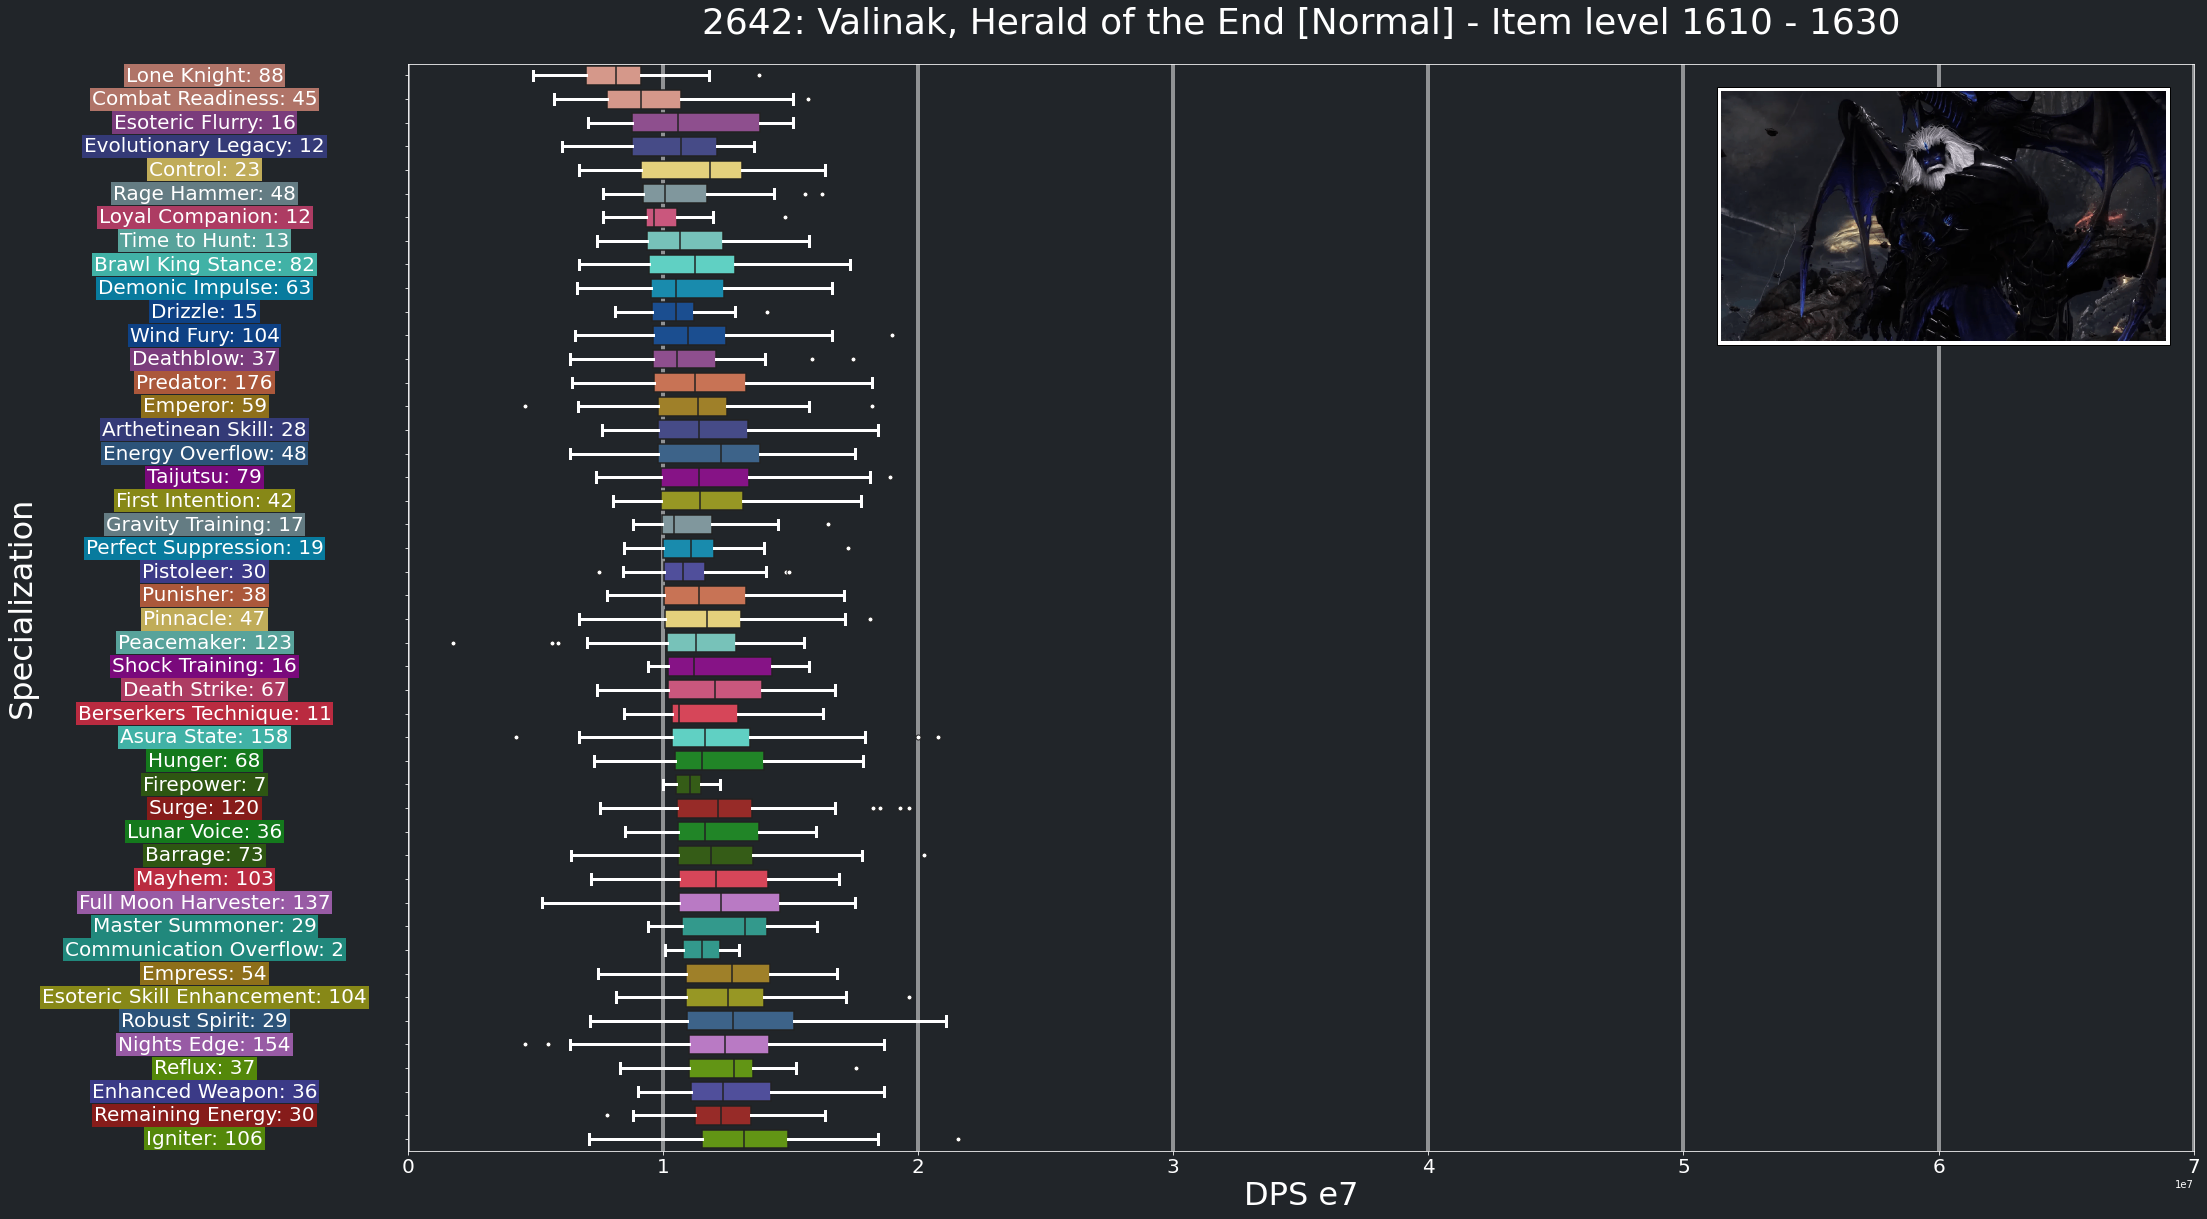 2642: Valinak, Herald of the End [Normal] - Item level 1610 - 1630
Lone Knight: 88
Combat Readiness: 45
Esoteric Flurry: 16
Evolutionary Legacy: 12
Control: 23
Rage Hammer: 48
Loyal Companion: 12
Time to Hunt: 13
Brawl King Stance: 82
Demonic Impulse: 63
Drizzle: 15
Wind Fury: 104
Deathblow: 37
Predator: 176
Emperor: 59
Arthetinean Skill: 28
Energy Overflow: 48
Taijutsu: 79
First Intention: 42
Gravity Training: 17
Perfect Suppression: 19
Pistoleer: 30
Punisher: 38
Pinnacle: 47
Peacemaker: 123
Shock Training: 16
Death Strike: 67
Berserkers Technique: 11
Asura State: 158
Hunger: 68
Firepower: 7
Surge: 120
Lunar Voice: 36
Barrage: 73
Mayhem: 103
Full Moon Harvester: 137
Master Summoner: 29
Communication Overflow: 2
Empress: 54
Esoteric Skill Enhancement: 104
Robust Spirit: 29
Nights Edge: 154
Reflux: 37
Enhanced Weapon: 36
Remaining Energy: 30
Igniter: 106
Specialization
0 1 2 3 4 5 6 7
1e7
DPS e7